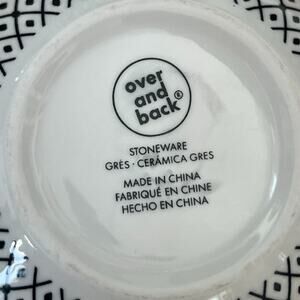 over
and
back®
STONEWARE
GRÈS · CERÁMICA GRES
MADE IN CHINA
FABRIQUÉ EN CHINE
HECHO EN CHINA